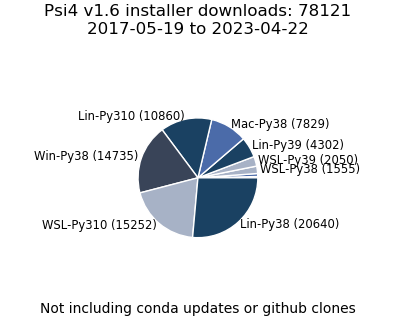 Psi4 v1.6 installer downloads: 78121
2017-05-19 to 2023-04-22
Lin-Py310 (10860)
Mac-Py38 (7829)
Lin-Py39 (4302)
WSL-Py39 (2050)
WSL-Py38 (1555)
Win-Py38 (14735)
WSL-Py310 (15252)
Lin-Py38 (20640)
Not including conda updates or github clones